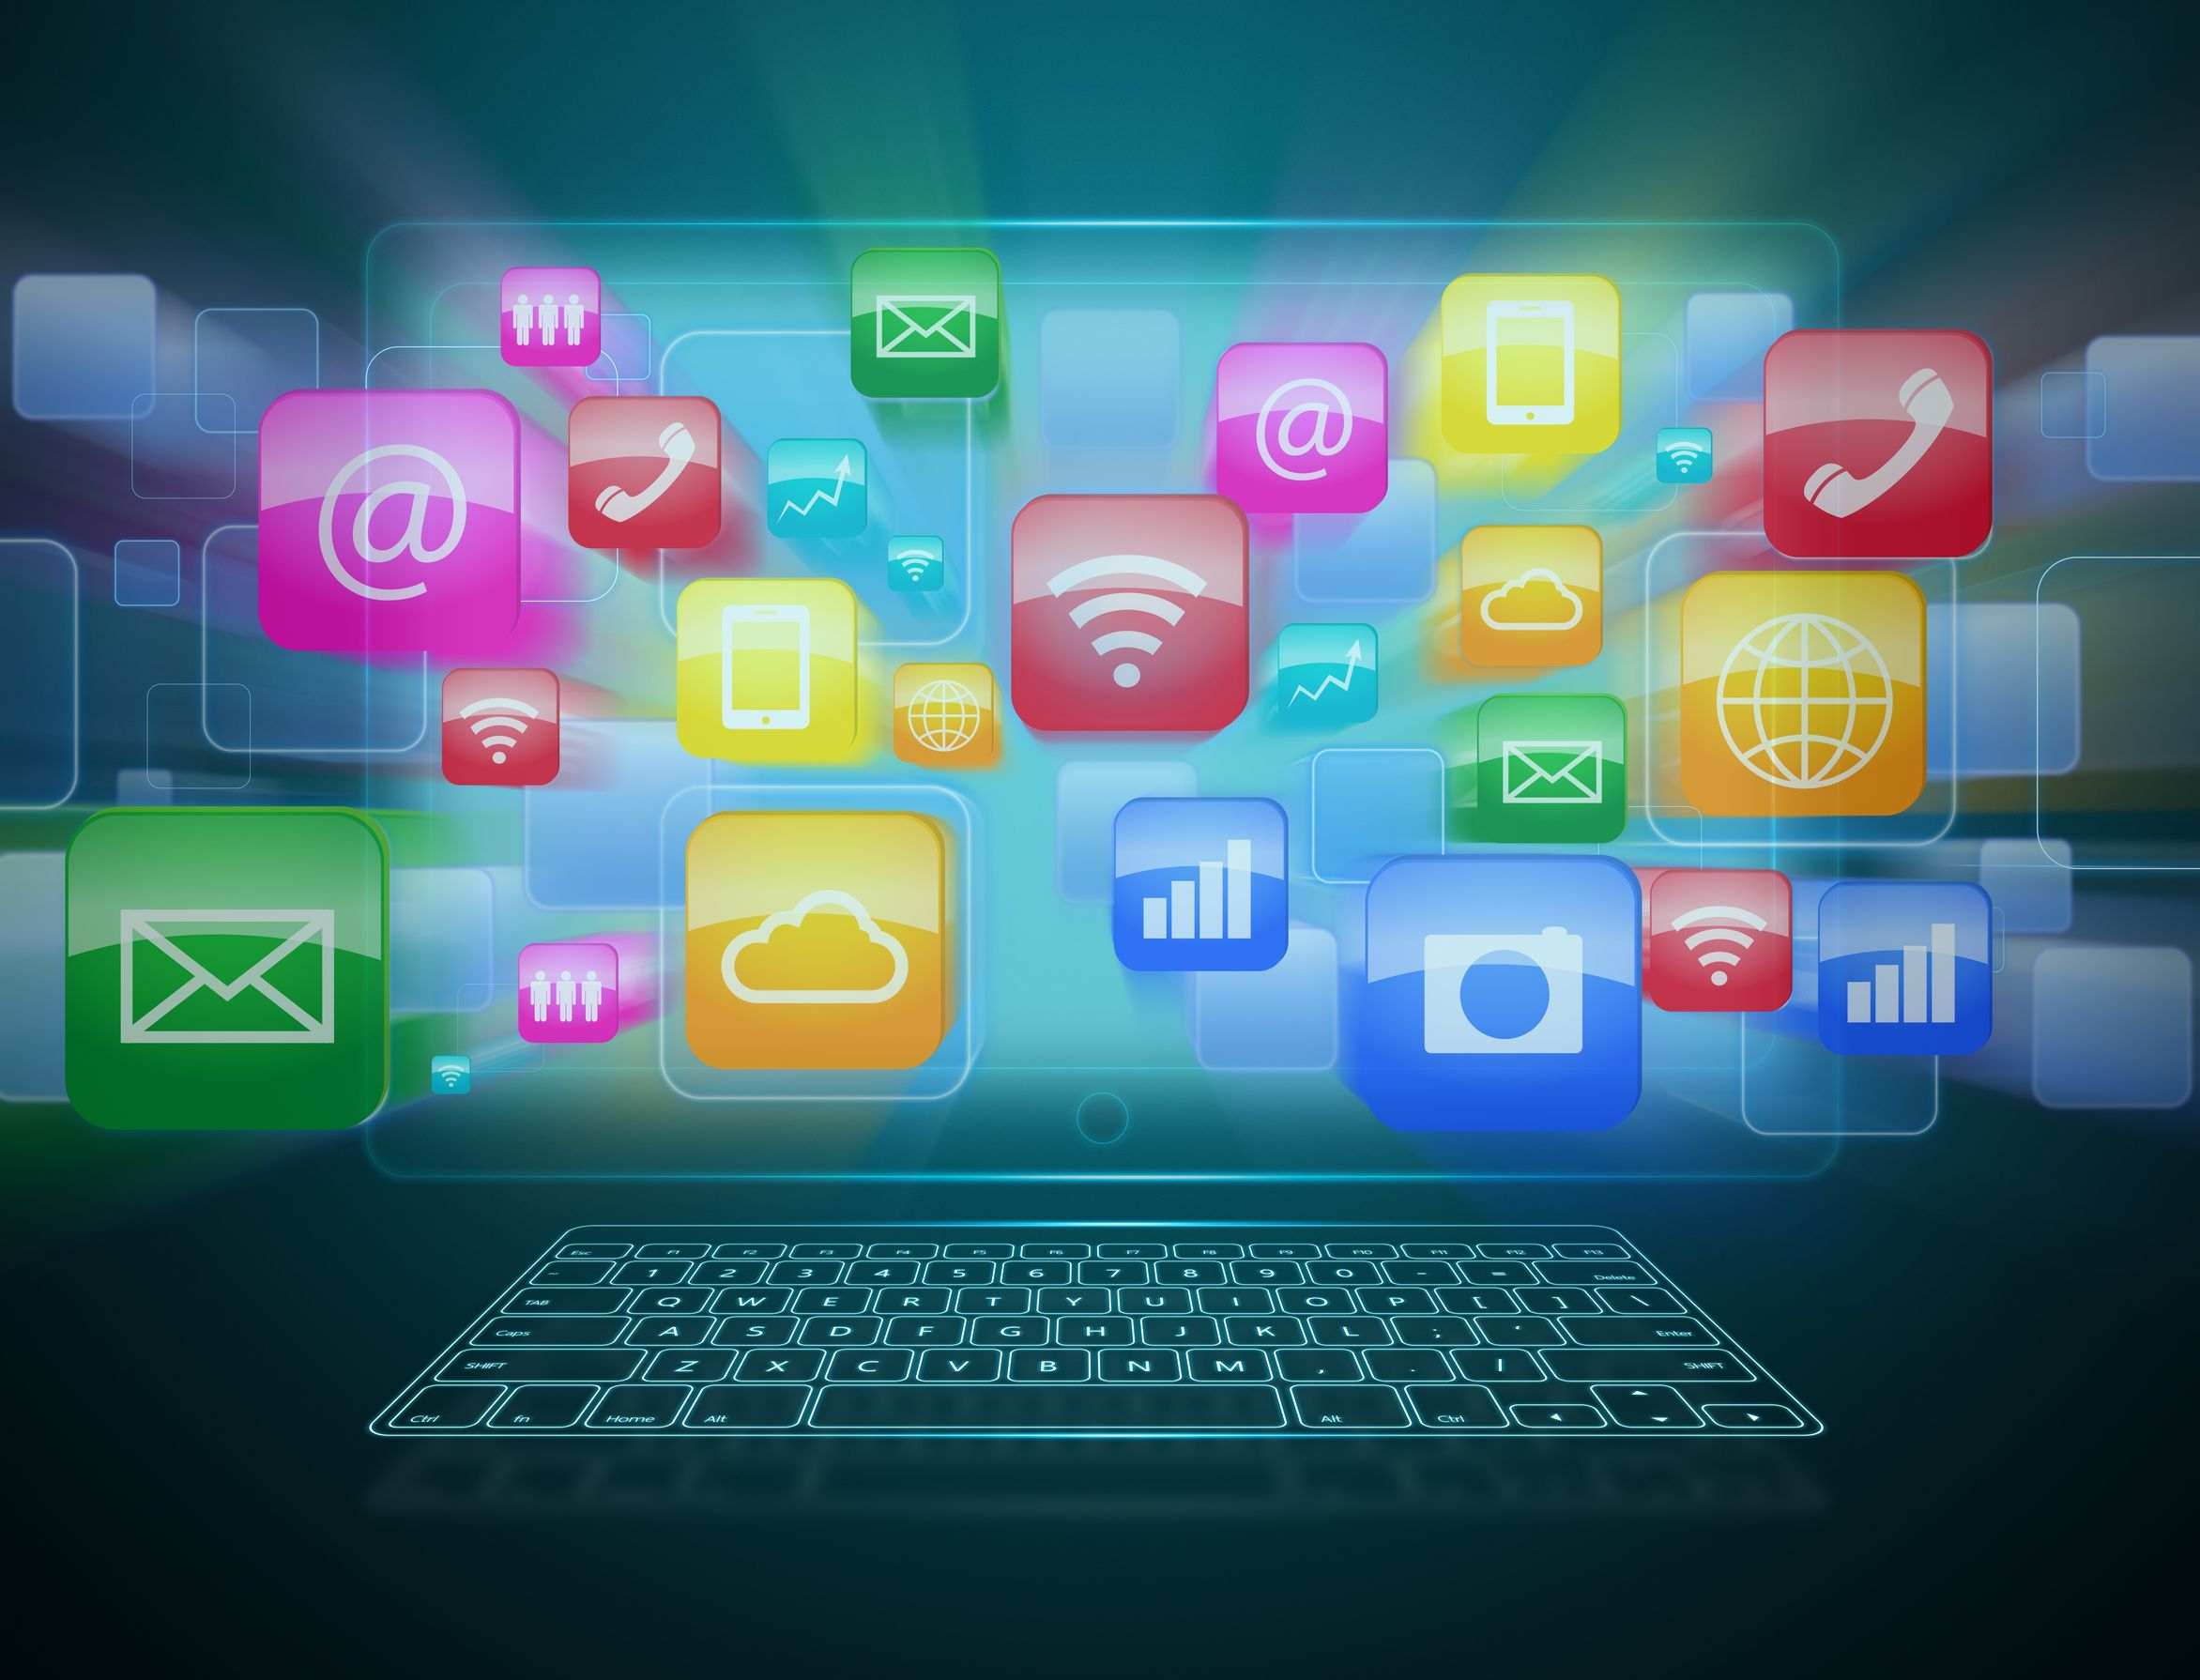 @
@
Esc F1 F2 F3 F4 F5 F6 F7 F8 F9 F10 F11 F12 F13
~ 1 2 3 4 5 6 7 8 9 0 - = Delete
TAB Q W E R T Y U I O P [ ] \
Caps A S D F G H J K L ; ' Enter
SHIFT Z X C V B N M , . / SHIFT
Ctrl fn Home Alt Alt Ctrl